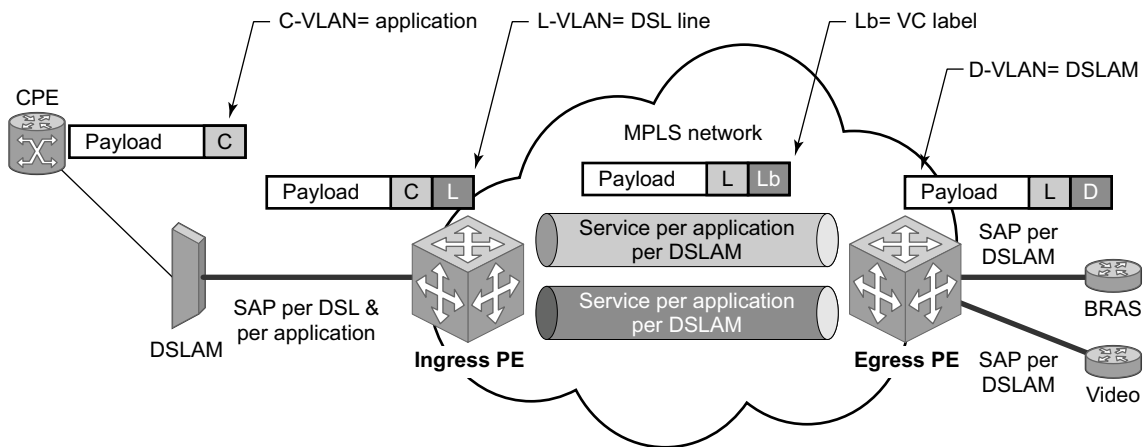 C-VLAN= application
L-VLAN= DSL line
Lb= VC label
D-VLAN= DSLAM
CPE
Payload C
MPLS network
Payload C L
Payload L Lb
Payload L D
Service per application
per DSLAM
SAP per
DSLAM
SAP per DSL &
per application
Service per application
per DSLAM
BRAS
DSLAM
Ingress PE
Egress PE
SAP per
DSLAM
Video